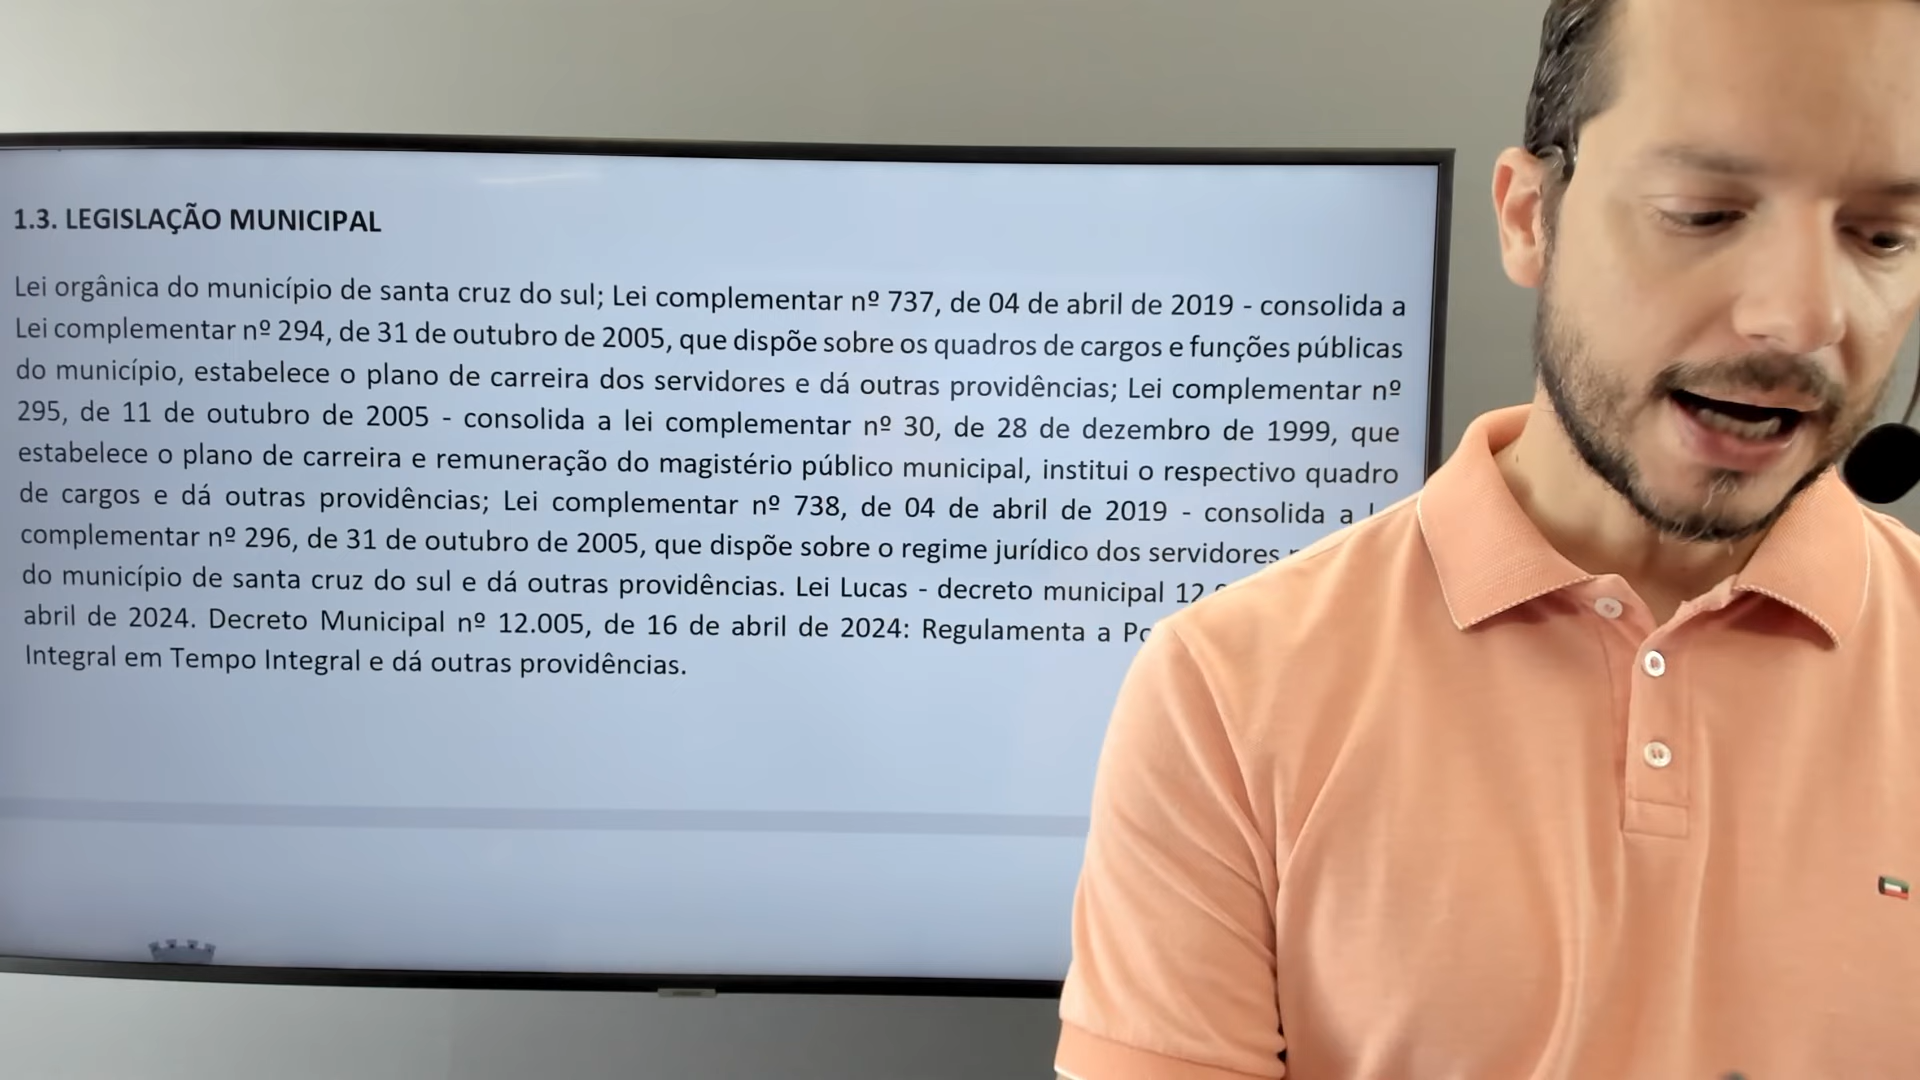 1.3. LEGISLAÇÃO MUNICIPAL
Lei orgânica do município de santa cruz do sul; Lei complementar nº 737, de 04 de abril de 2019 - consolida a
Lei complementar nº 294, de 31 de outubro de 2005, que dispõe sobre os quadros de cargos e funções públicas
do município, estabelece o plano de carreira dos servidores e dá outras providências; Lei complementar nº
295, de 11 de outubro de 2005 - consolida a lei complementar nº 30, de 28 de dezembro de 1999, que
estabelece o plano de carreira e remuneração do magistério público municipal, institui o respectivo quadro
de cargos e dá outras providências; Lei complementar nº 738, de 04 de abril de 2019 - consolida a
complementar nº 296, de 31 de outubro de 2005, que dispõe sobre o regime jurídico dos servidores
do município de santa cruz do sul e dá outras providências. Lei Lucas - decreto municipal
abril de 2024. Decreto Municipal nº 12.005, de 16 de abril de 2024: Regulamenta a
Integral em Tempo Integral e dá outras providências.